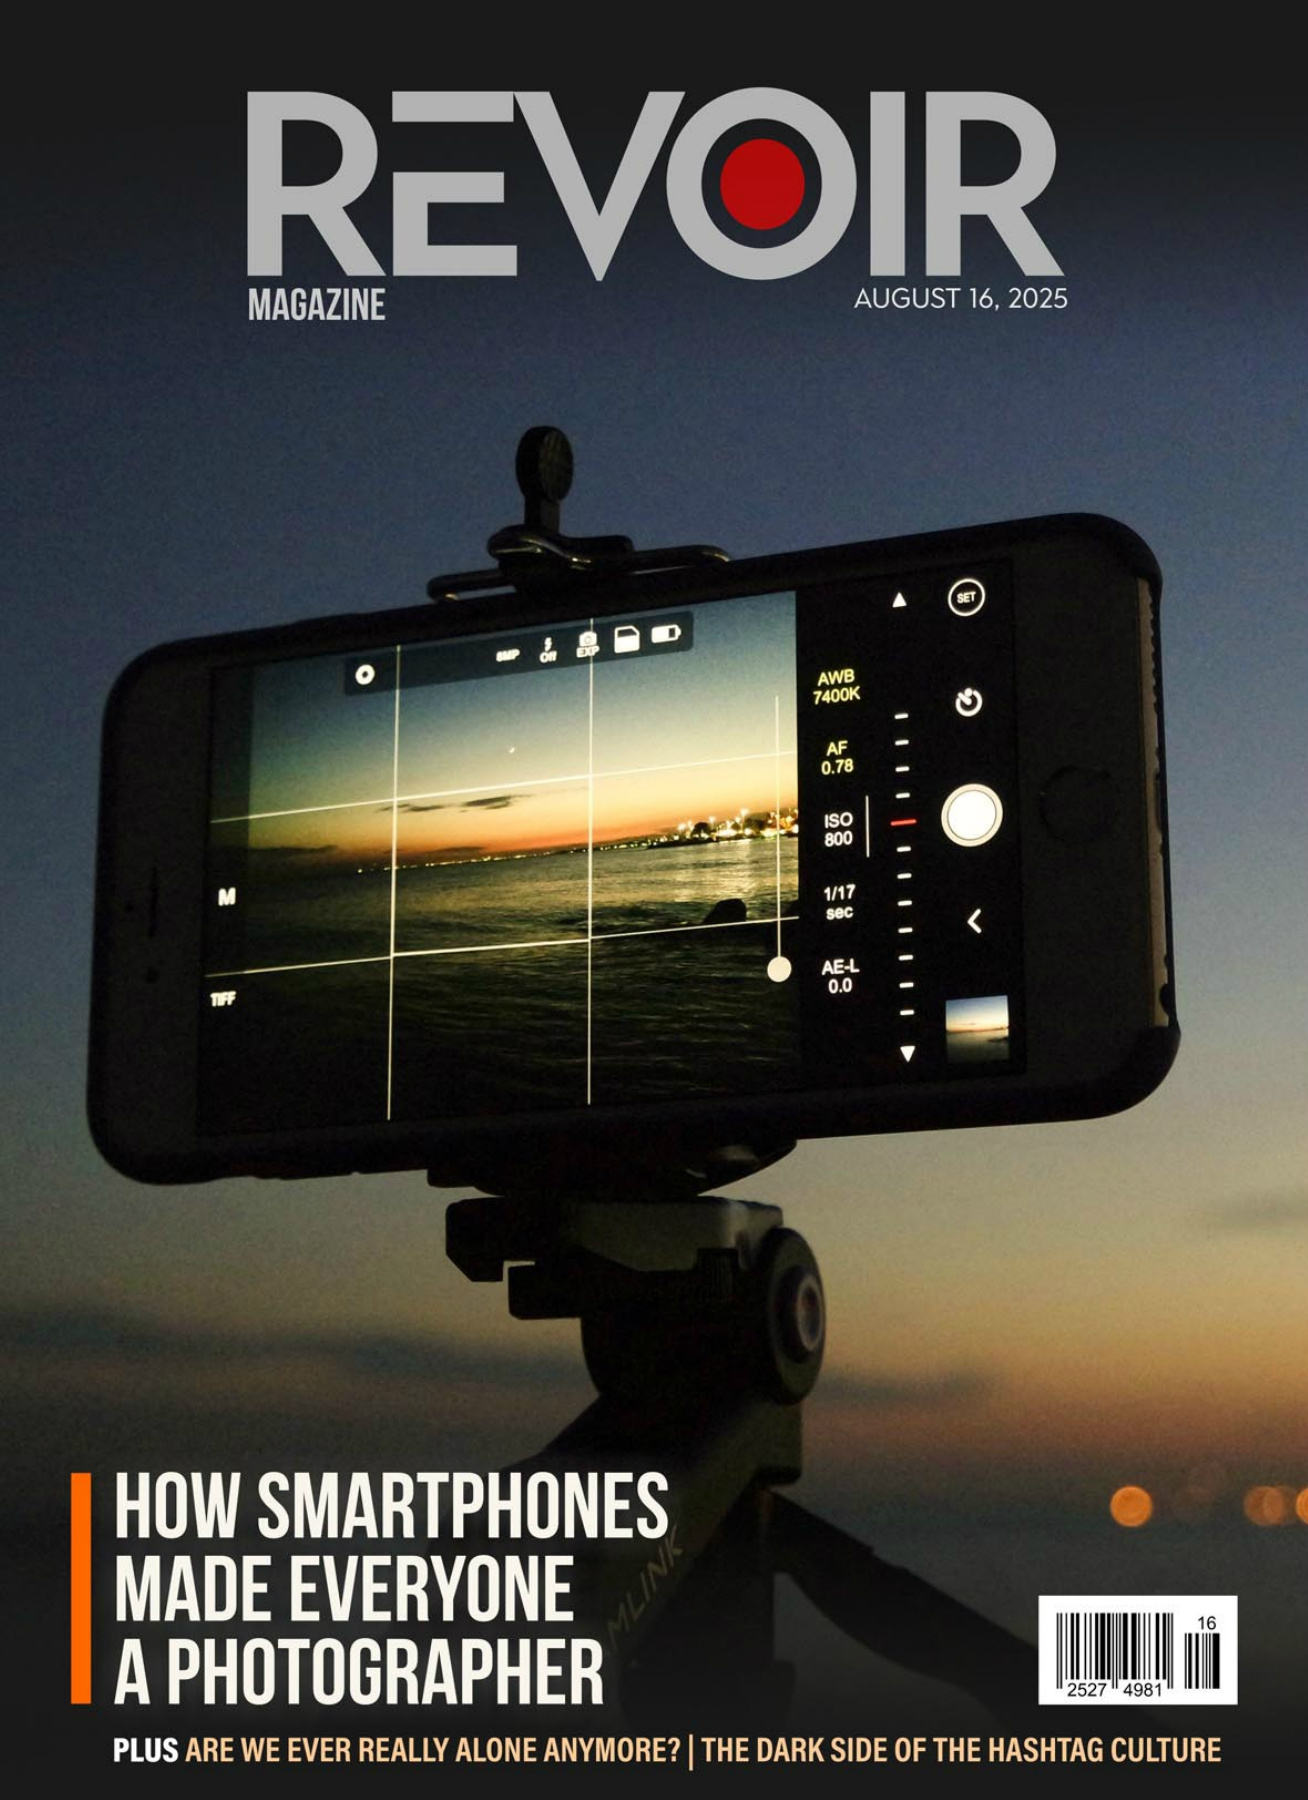 REVOIR
MAGAZINE
AUGUST 16, 2025
SET
8MP
Off
EXP
AWB
7400K
AF
0.78
ISO
800
M
1/17
sec
AE-L
0.0
TIFF
HOW SMARTPHONES
MADE EVERYONE
A PHOTOGRAPHER
MLINK
16
2527 4981
PLUS ARE WE EVER REALLY ALONE ANYMORE? | THE DARK SIDE OF THE HASHTAG CULTURE